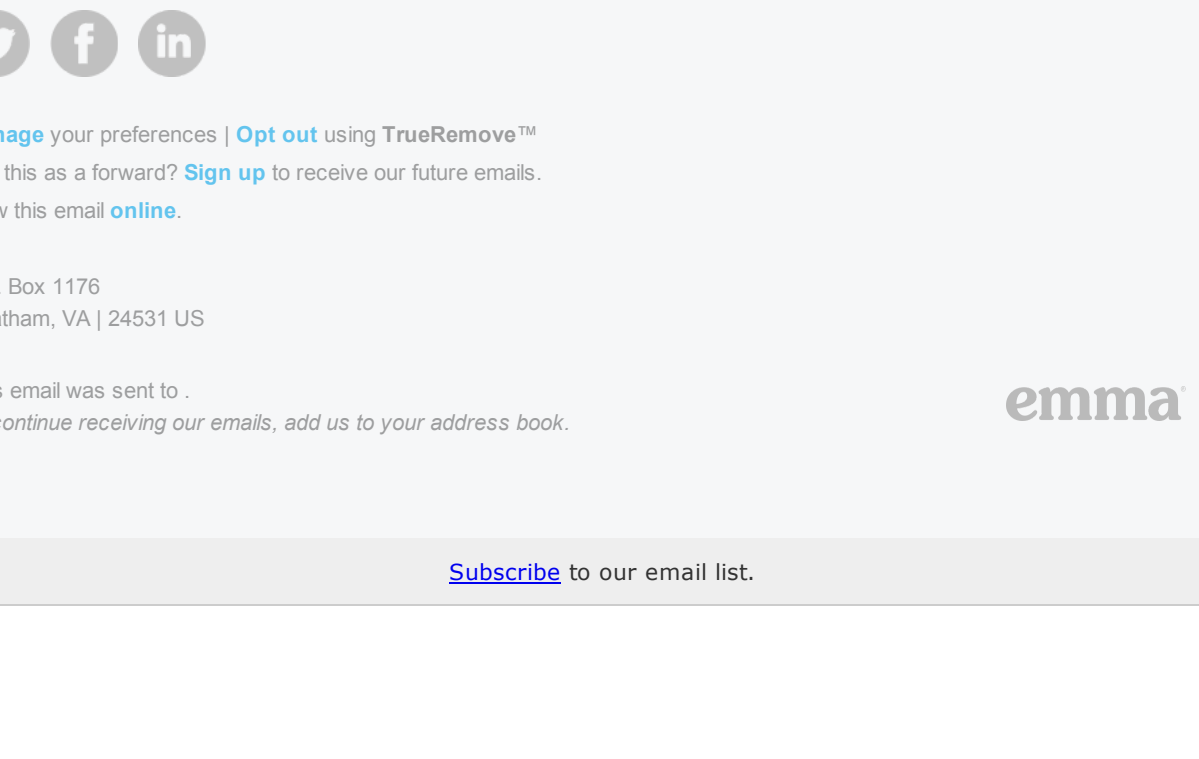 nage your preferences | Opt out using TrueRemove™
this as a forward? Sign up to receive our future emails.
w this email online.
. Box 1176
tham, VA | 24531 US
s email was sent to .
continue receiving our emails, add us to your address book.
emma®
Subscribe to our email list.